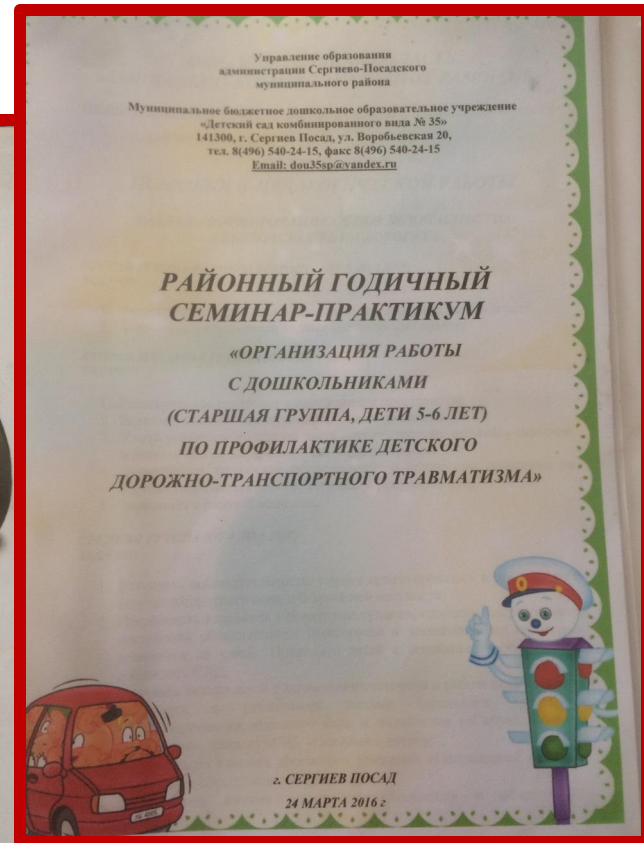 Управление образования
администрации Сергиево-Посадского
муниципального района
Муниципальное бюджетное дошкольное образовательное учреждение
«Детский сад комбинированного вида № 35»
141300, г. Сергиев Посад, ул. Воробьевская 20,
тел. 8(496) 540-24-15, факс 8(496) 540-24-15
Email: dou35sp@yandex.ru
РАЙОННЫЙ ГОДИЧНЫЙ
СЕМИНАР-ПРАКТИКУМ
«ОРГАНИЗАЦИЯ РАБОТЫ
С ДОШКОЛЬНИКАМИ
(СТАРШАЯ ГРУППА, ДЕТИ 5-6 ЛЕТ)
ПО ПРОФИЛАКТИКЕ ДЕТСКОГО
ДОРОЖНО-ТРАНСПОРТНОГО ТРАВМАТИЗМА»
г. СЕРГИЕВ ПОСАД
24 МАРТА 2016 г